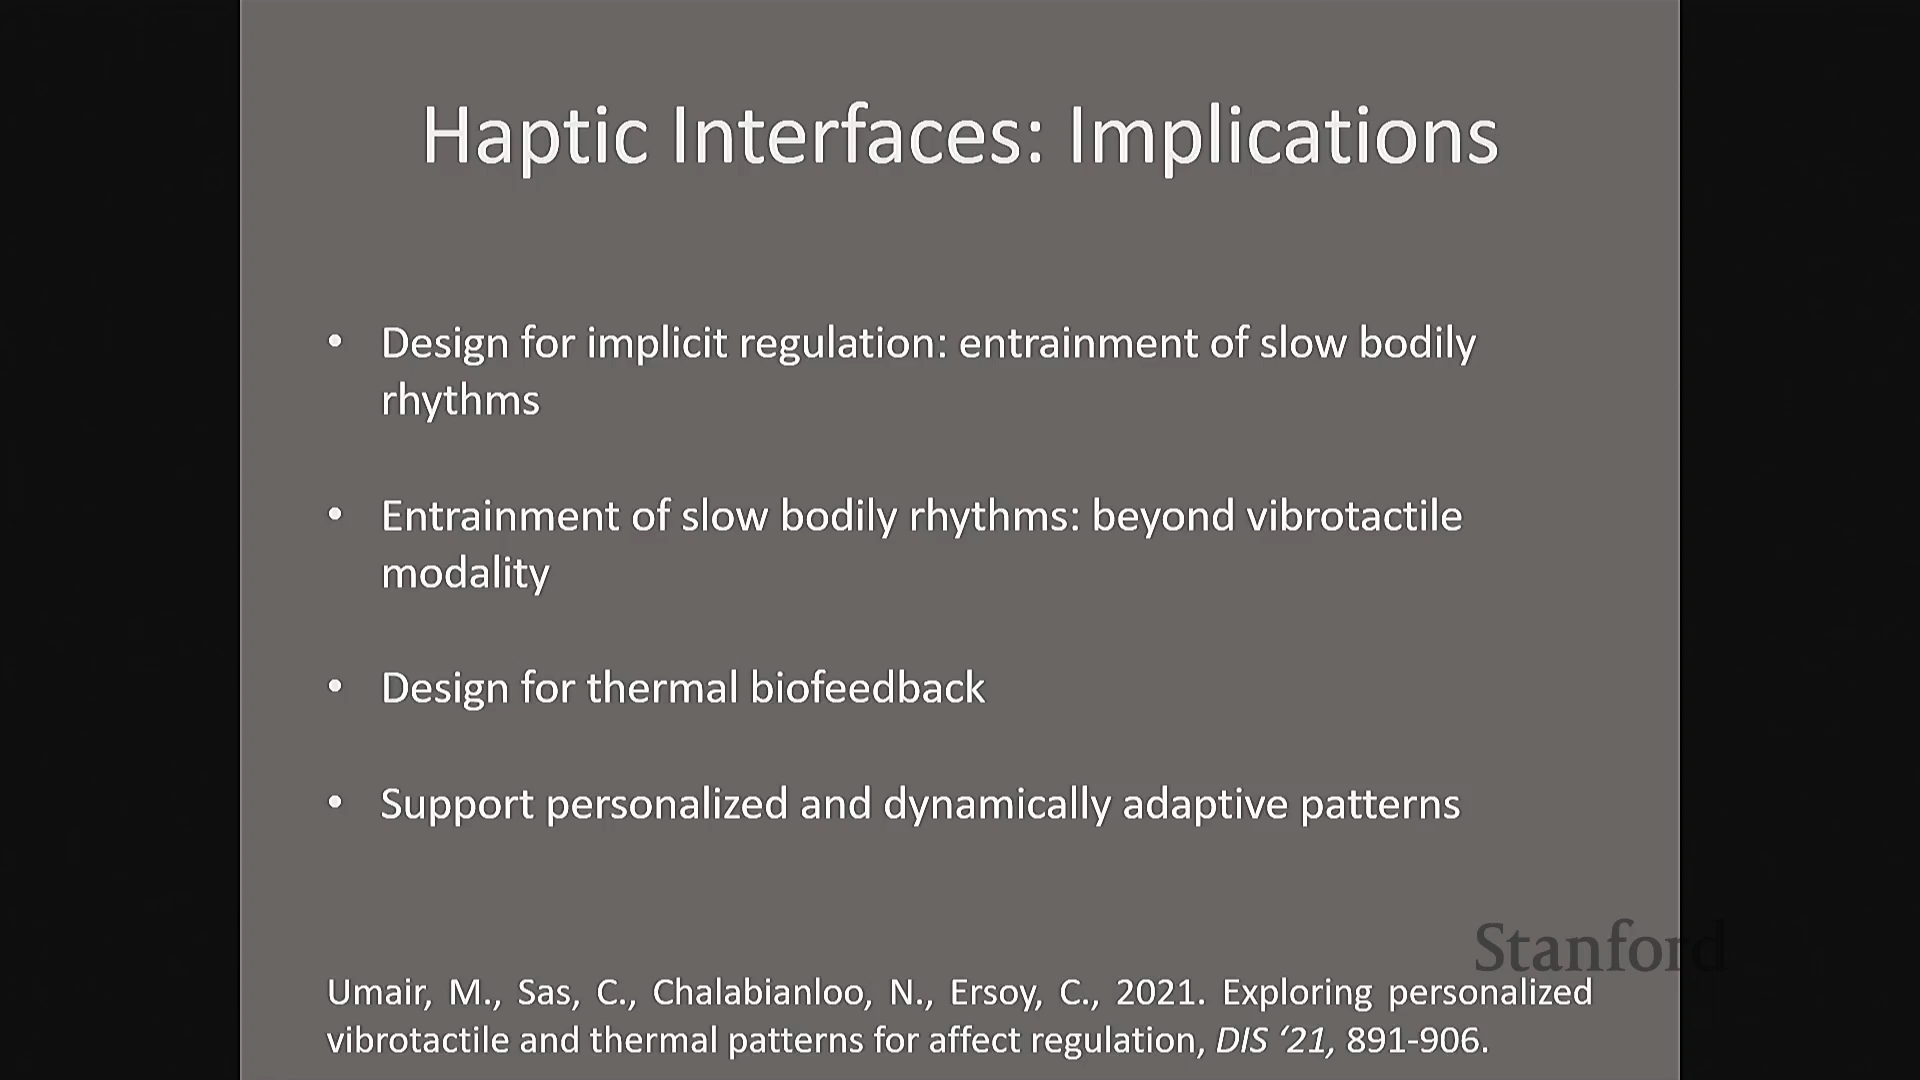 Haptic Interfaces: Implications
• Design for implicit regulation: entrainment of slow bodily
rhythms
• Entrainment of slow bodily rhythms: beyond vibrotactile
modality
• Design for thermal biofeedback
• Support personalized and dynamically adaptive patterns
Stanford
Umair, M., Sas, C., Chalabianloo, N., Ersoy, C., 2021. Exploring personalized
vibrotactile and thermal patterns for affect regulation, DIS ‘21, 891-906.